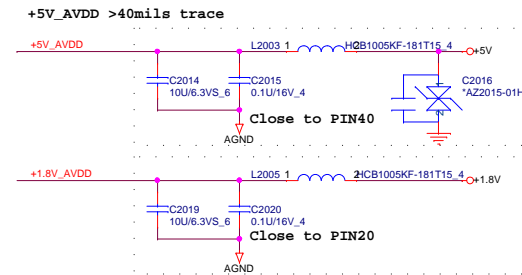 +5V_AVDD >40mils trace
+5V_AVDD
L2003 1 2 HCB1005KF-181T15_4
+5V
C2014
10U/6.3VS_6
C2015
0.1U/16V_4
C2016
*AZ2015-01H
1
2
Close to PIN40
AGND
+1.8V_AVDD
L2005 1 2 HCB1005KF-181T15_4
+1.8V
C2019
10U/6.3VS_6
C2020
0.1U/16V_4
Close to PIN20
AGND